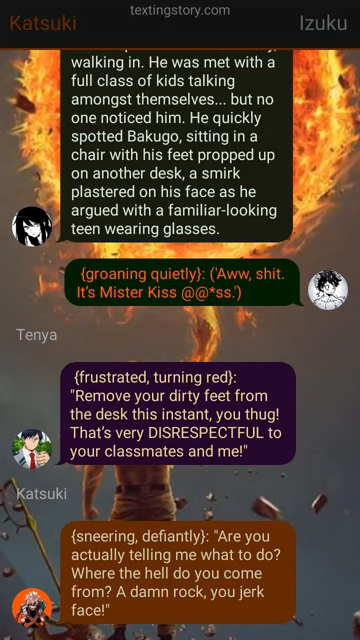 textingstory.com
Katsuki
Izuku
walking in. He was met with a
full class of kids talking
amongst themselves... but no
one noticed him. He quickly
spotted Bakugo, sitting in a
chair with his feet propped up
on another desk, a smirk
plastered on his face as he
argued with a familiar-looking
teen wearing glasses.
{groaning quietly}: ('Aww, shit.
It's Mister Kiss @@*ss.')
Tenya
{frustrated, turning red}:
"Remove your dirty feet from
the desk this instant, you thug!
That's very DISRESPECTFUL to
your classmates and me!"
Katsuki
{sneering, defiantly}: "Are you
actually telling me what to do?
Where the hell do you come
from? A damn rock, you jerk
face!"